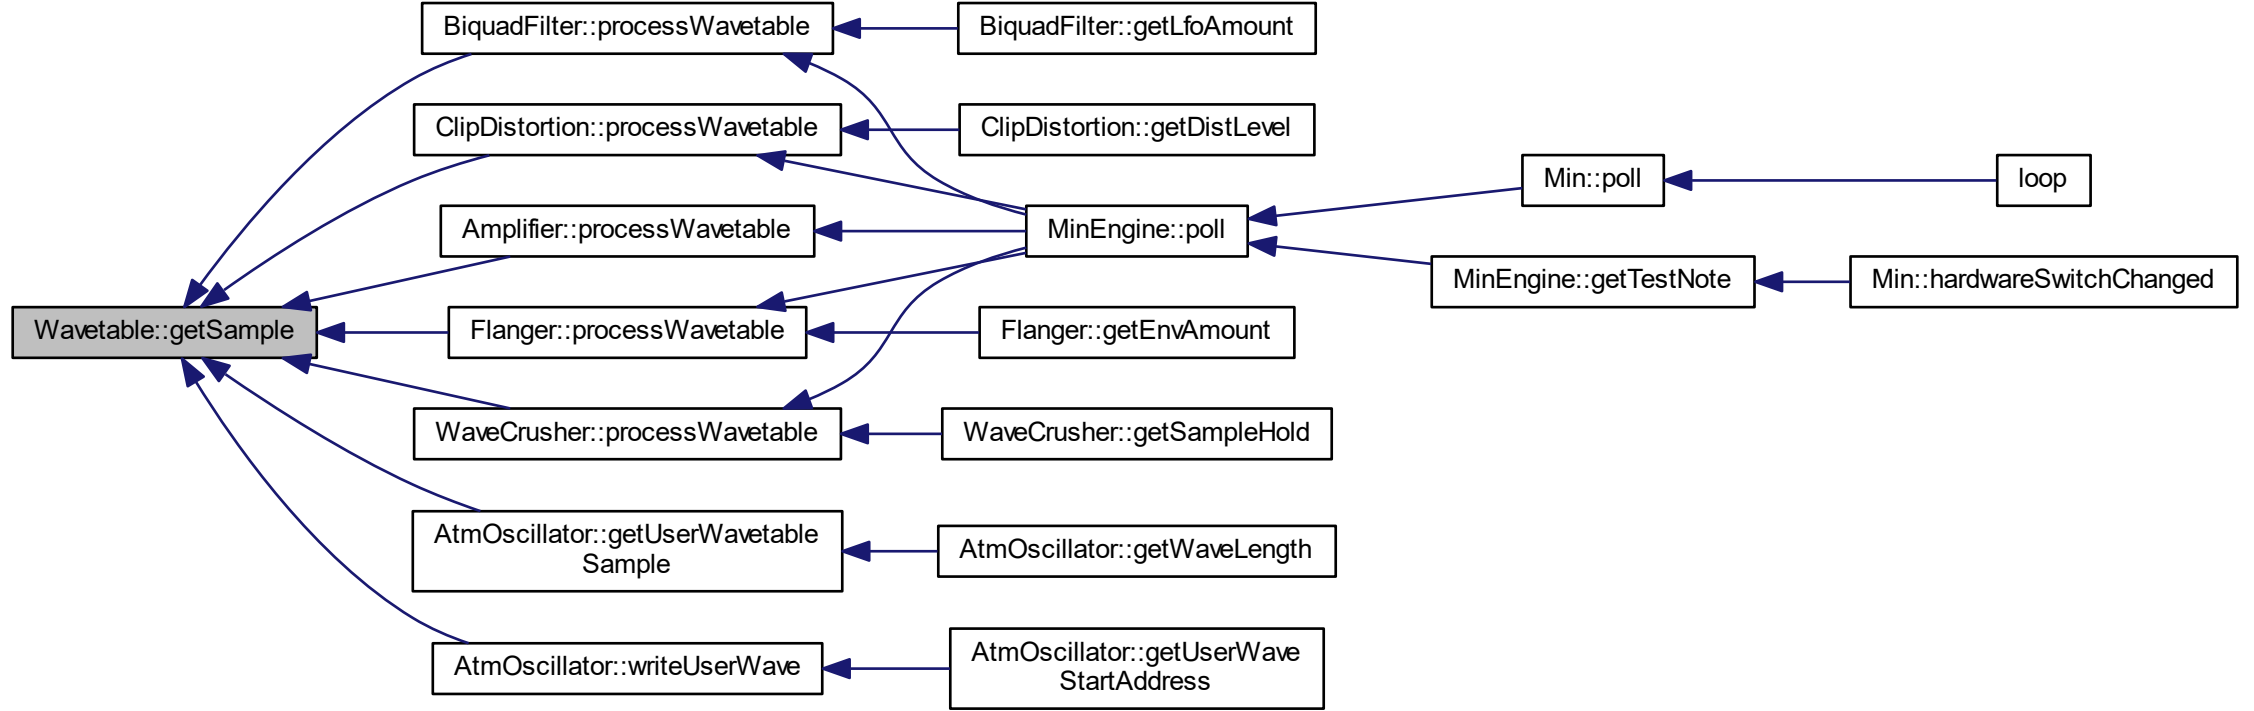 BiquadFilter::processWavetable
BiquadFilter::getLfoAmount
ClipDistortion::processWavetable
ClipDistortion::getDistLevel
Min::poll
loop
Amplifier::processWavetable
MinEngine::poll
MinEngine::getTestNote
Min::hardwareSwitchChanged
Wavetable::getSample
Flanger::processWavetable
Flanger::getEnvAmount
WaveCrusher::processWavetable
WaveCrusher::getSampleHold
AtmOscillator::getUserWavetable
Sample
AtmOscillator::getWaveLength
AtmOscillator::writeUserWave
AtmOscillator::getUserWave
StartAddress